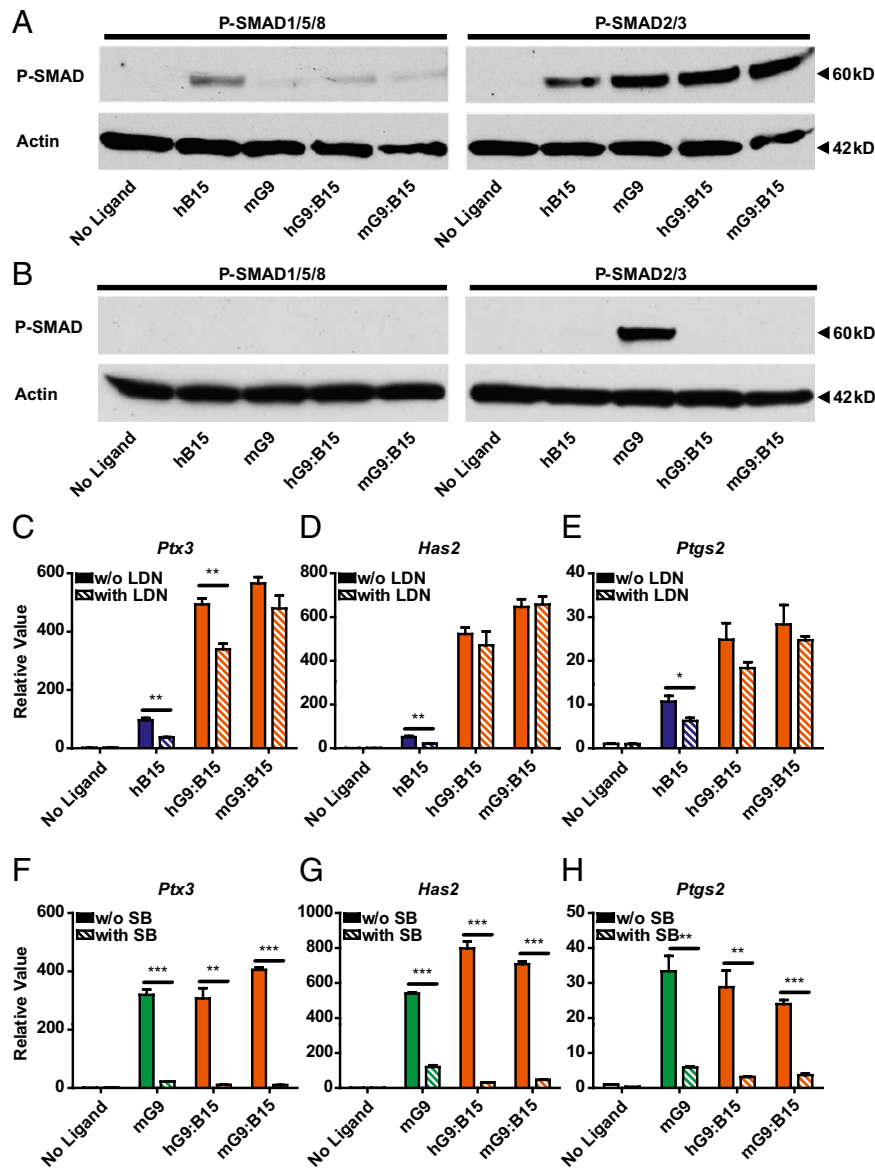 A
P-SMAD1/5/8 P-SMAD2/3
P-SMAD ◄60kD
Actin ◄42kD
No Ligand hB15 mG9 hG9:B15 mG9:B15 No Ligand hB15 mG9 hG9:B15 mG9:B15
B
P-SMAD1/5/8 P-SMAD2/3
P-SMAD ◄60kD
Actin ◄42kD
No Ligand hB15 mG9 hG9:B15 mG9:B15 No Ligand hB15 mG9 hG9:B15 mG9:B15
C
Ptx3
Relative Value
600
400
200
0
w/o LDN
with LDN
**
**
No Ligand hB15 hG9:B15 mG9:B15
D
Has2
800
600
400
200
0
w/o LDN
with LDN
**
No Ligand hB15 hG9:B15 mG9:B15
E
Ptgs2
40
30
20
10
0
w/o LDN
with LDN
*
No Ligand hB15 hG9:B15 mG9:B15
F
Ptx3
Relative Value
600
400
200
0
w/o SB
with SB
*** ** ***
No Ligand mG9 hG9:B15 mG9:B15
G
Has2
1000
800
600
400
200
0
w/o SB
with SB
*** *** ***
No Ligand mG9 hG9:B15 mG9:B15
H
Ptgs2
50
40
30
20
10
0
w/o SB
with SB
** ** ***
No Ligand mG9 hG9:B15 mG9:B15